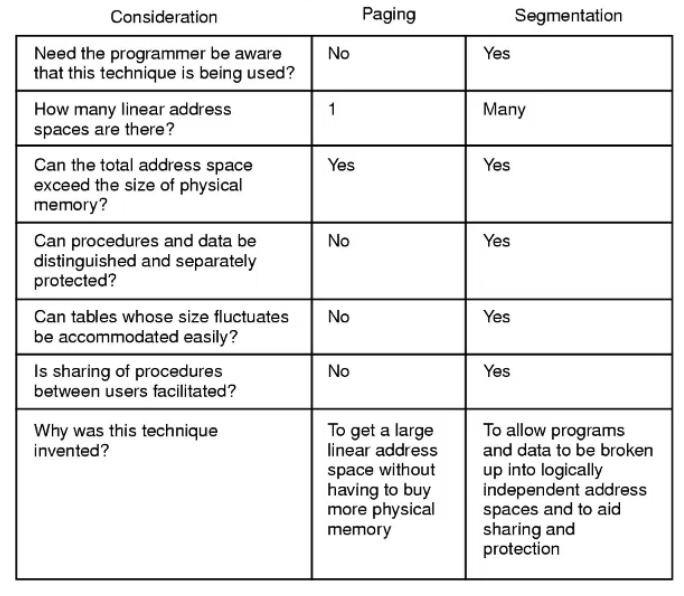 Consideration Paging Segmentation
Need the programmer be aware No Yes
that this technique is being used?
How many linear address 1 Many
spaces are there?
Can the total address space Yes Yes
exceed the size of physical
memory?
Can procedures and data be No Yes
distinguished and separately
protected?
Can tables whose size fluctuates No Yes
be accommodated easily?
Is sharing of procedures No Yes
between users facilitated?
Why was this technique To get a large To allow programs
invented? linear address and data to be broken
space without up into logically
having to buy independent address
more physical spaces and to aid
memory sharing and
protection